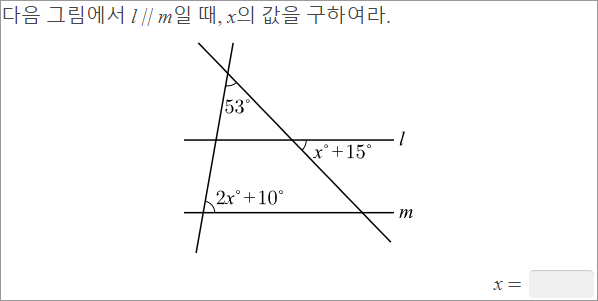 다음 그림에서 l // m일 때, x의 값을 구하여라.
53°
l
x°+15°
2x°+10°
m
x =